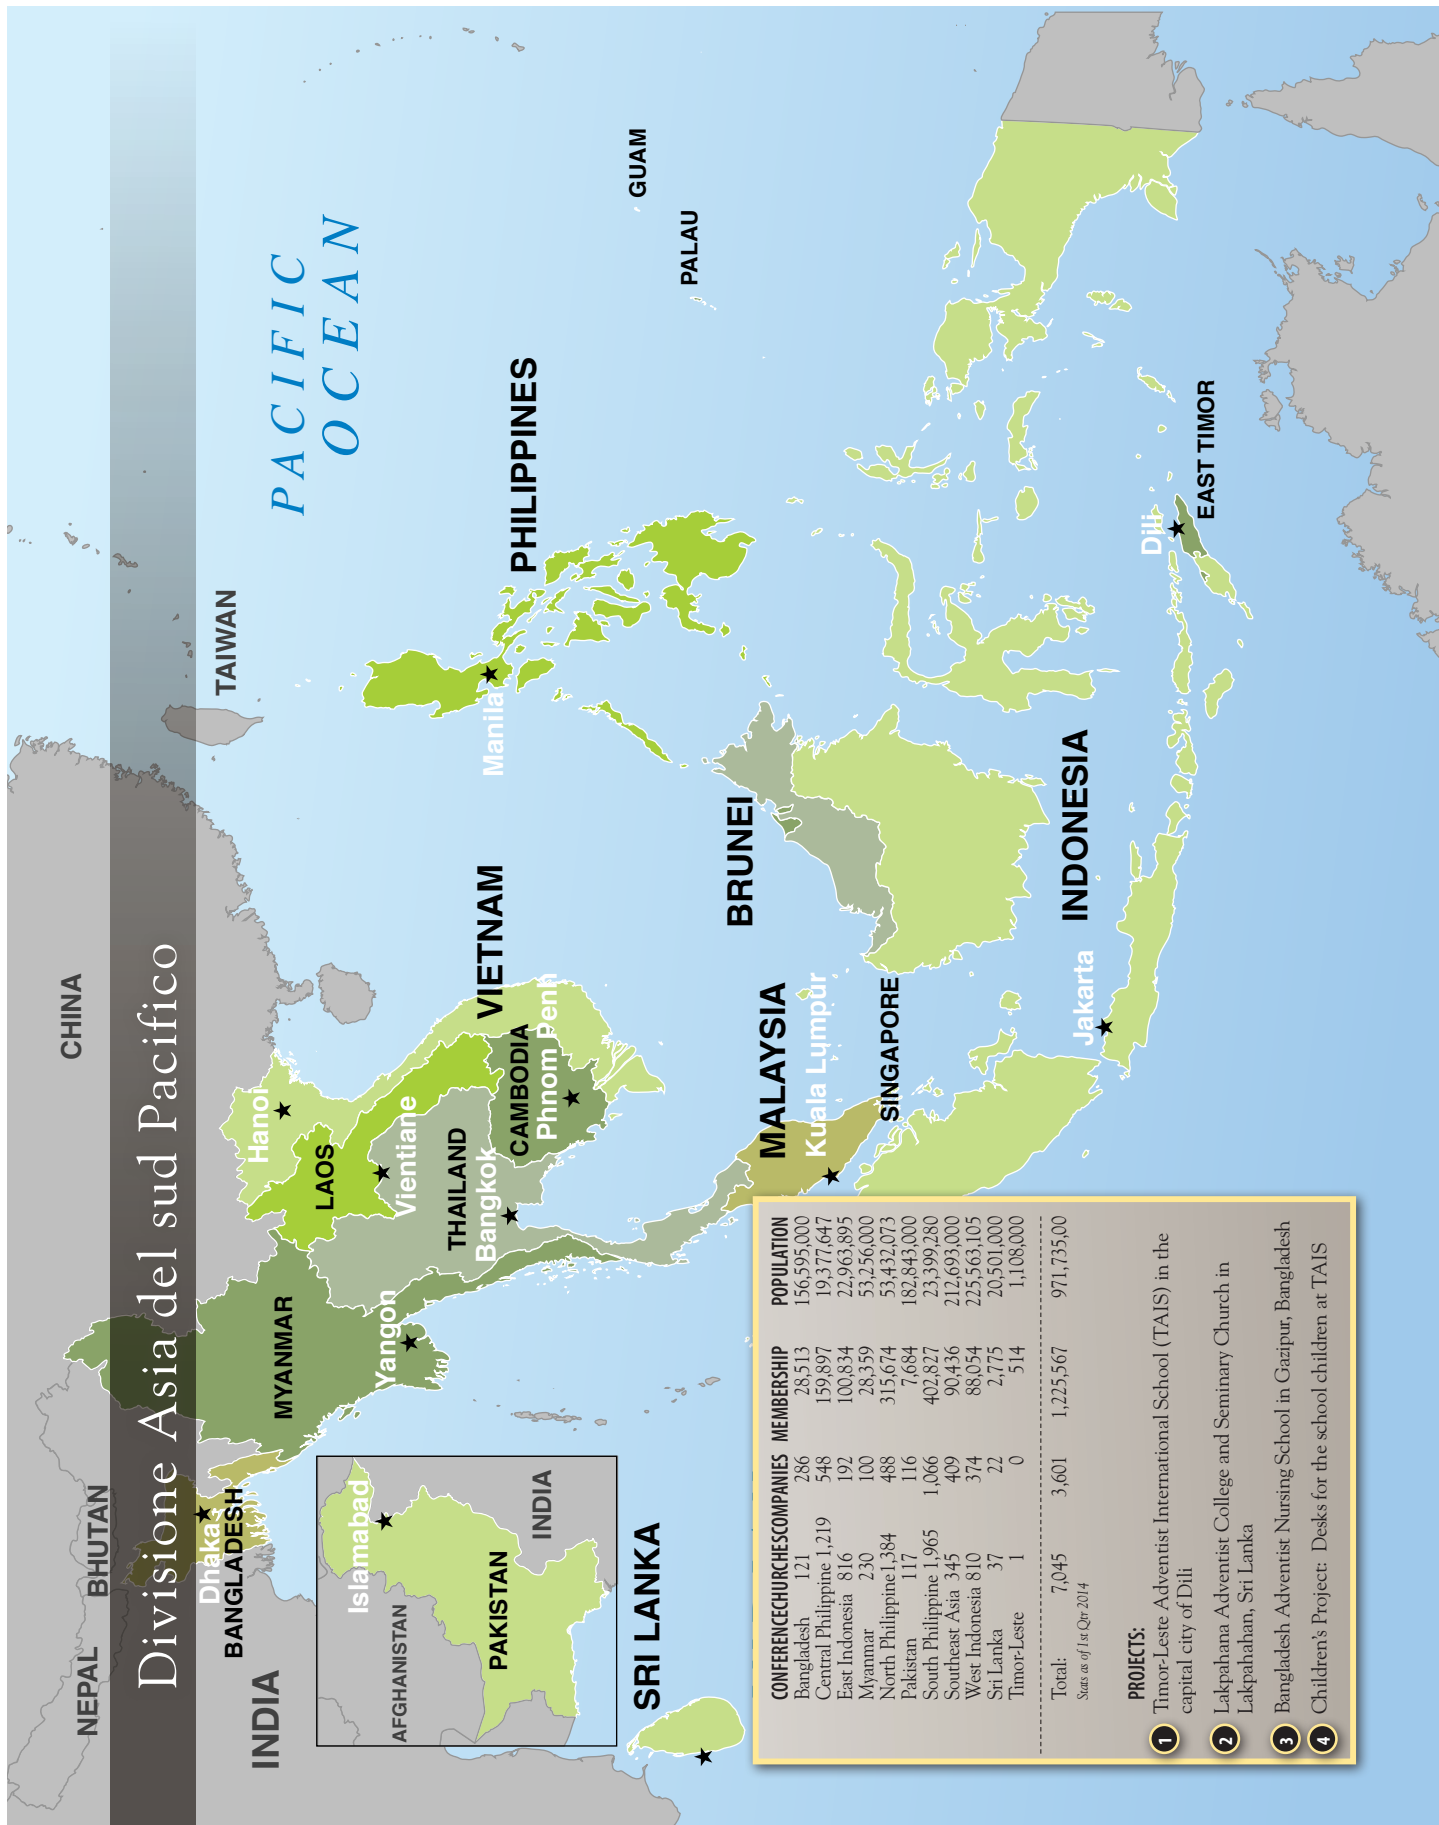 Divisione Asia del sud Pacifico
NEPAL
BHUTAN
CHINA
INDIA
BANGLADESH
Dhaka
MYANMAR
Yangon
LAOS
Hanoi
Vientiane
THAILAND
Bangkok
CAMBODIA
Phnom Penh
VIETNAM
TAIWAN
PACIFIC
OCEAN
PHILIPPINES
Manila
GUAM
PALAU
AFGHANISTAN
Islamabad
PAKISTAN
INDIA
SRI LANKA
MALAYSIA
Kuala Lumpur
SINGAPORE
BRUNEI
INDONESIA
Jakarta
Dili
EAST TIMOR
CONFERENCECHURCHESCOMPANIES MEMBERSHIP POPULATION
Bangladesh 121 286 28,513 156,595,000
Central Philippine 1,219 548 159,897 19,377,647
East Indonesia 816 192 100,834 22,963,895
Myanmar 230 100 28,359 53,256,000
North Philippine 1,384 488 315,674 53,432,073
Pakistan 117 116 7,684 182,843,000
South Philippine 1,965 1,066 402,827 23,399,280
Southeast Asia 345 409 90,436 212,693,000
West Indonesia 810 374 88,054 225,563,105
Sri Lanka 37 22 2,775 20,501,000
Timor-Leste 1 0 514 1,108,000
Total: 7,045 3,601 1,225,567 971,735,00
Stats as of 1st Qtr 2014
PROJECTS:
1 Timor-Leste Adventist International School (TAIS) in the
capital city of Dili
2 Lakpahana Adventist College and Seminary Church in
Lakpahahan, Sri Lanka
3 Bangladesh Adventist Nursing School in Gazipur, Bangladesh
4 Children's Project: Desks for the school children at TAIS